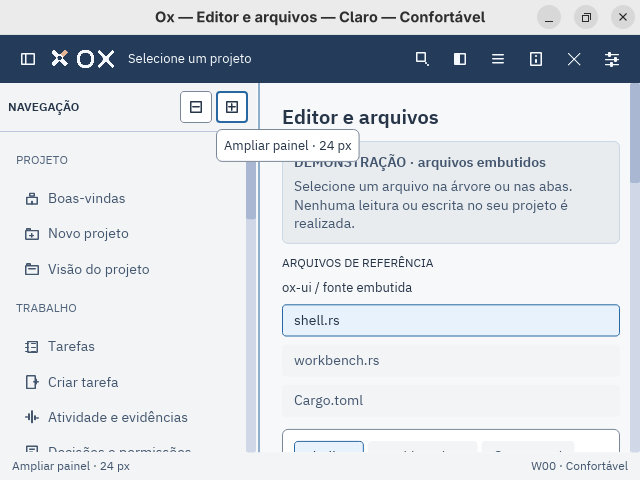 Ox — Editor e arquivos — Claro — Confortável
OX
Selecione um projeto
NAVEGAÇÃO
Ampliar painel · 24 px
PROJETO
Boas-vindas
Novo projeto
Visão do projeto
TRABALHO
Tarefas
Criar tarefa
Atividade e evidências
Decisões e permissões
Editor e arquivos
DEMONSTRAÇÃO · arquivos embutidos
Selecione um arquivo na árvore ou nas abas.
Nenhuma leitura ou escrita no seu projeto é
realizada.
ARQUIVOS DE REFERÊNCIA
ox-ui / fonte embutida
shell.rs
workbench.rs
Cargo.toml
Ampliar painel · 24 px
W00 · Confortável